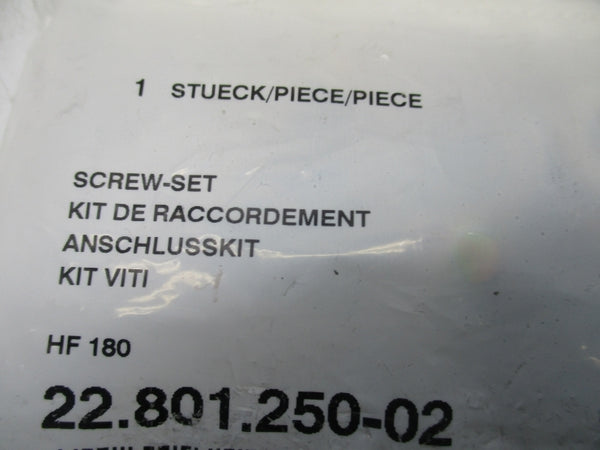 1 STUECK/PIECE/PIECE
SCREW-SET
KIT DE RACCORDEMENT
ANSCHLUSSKIT
KIT VITI
HF 180
22.801.250-02